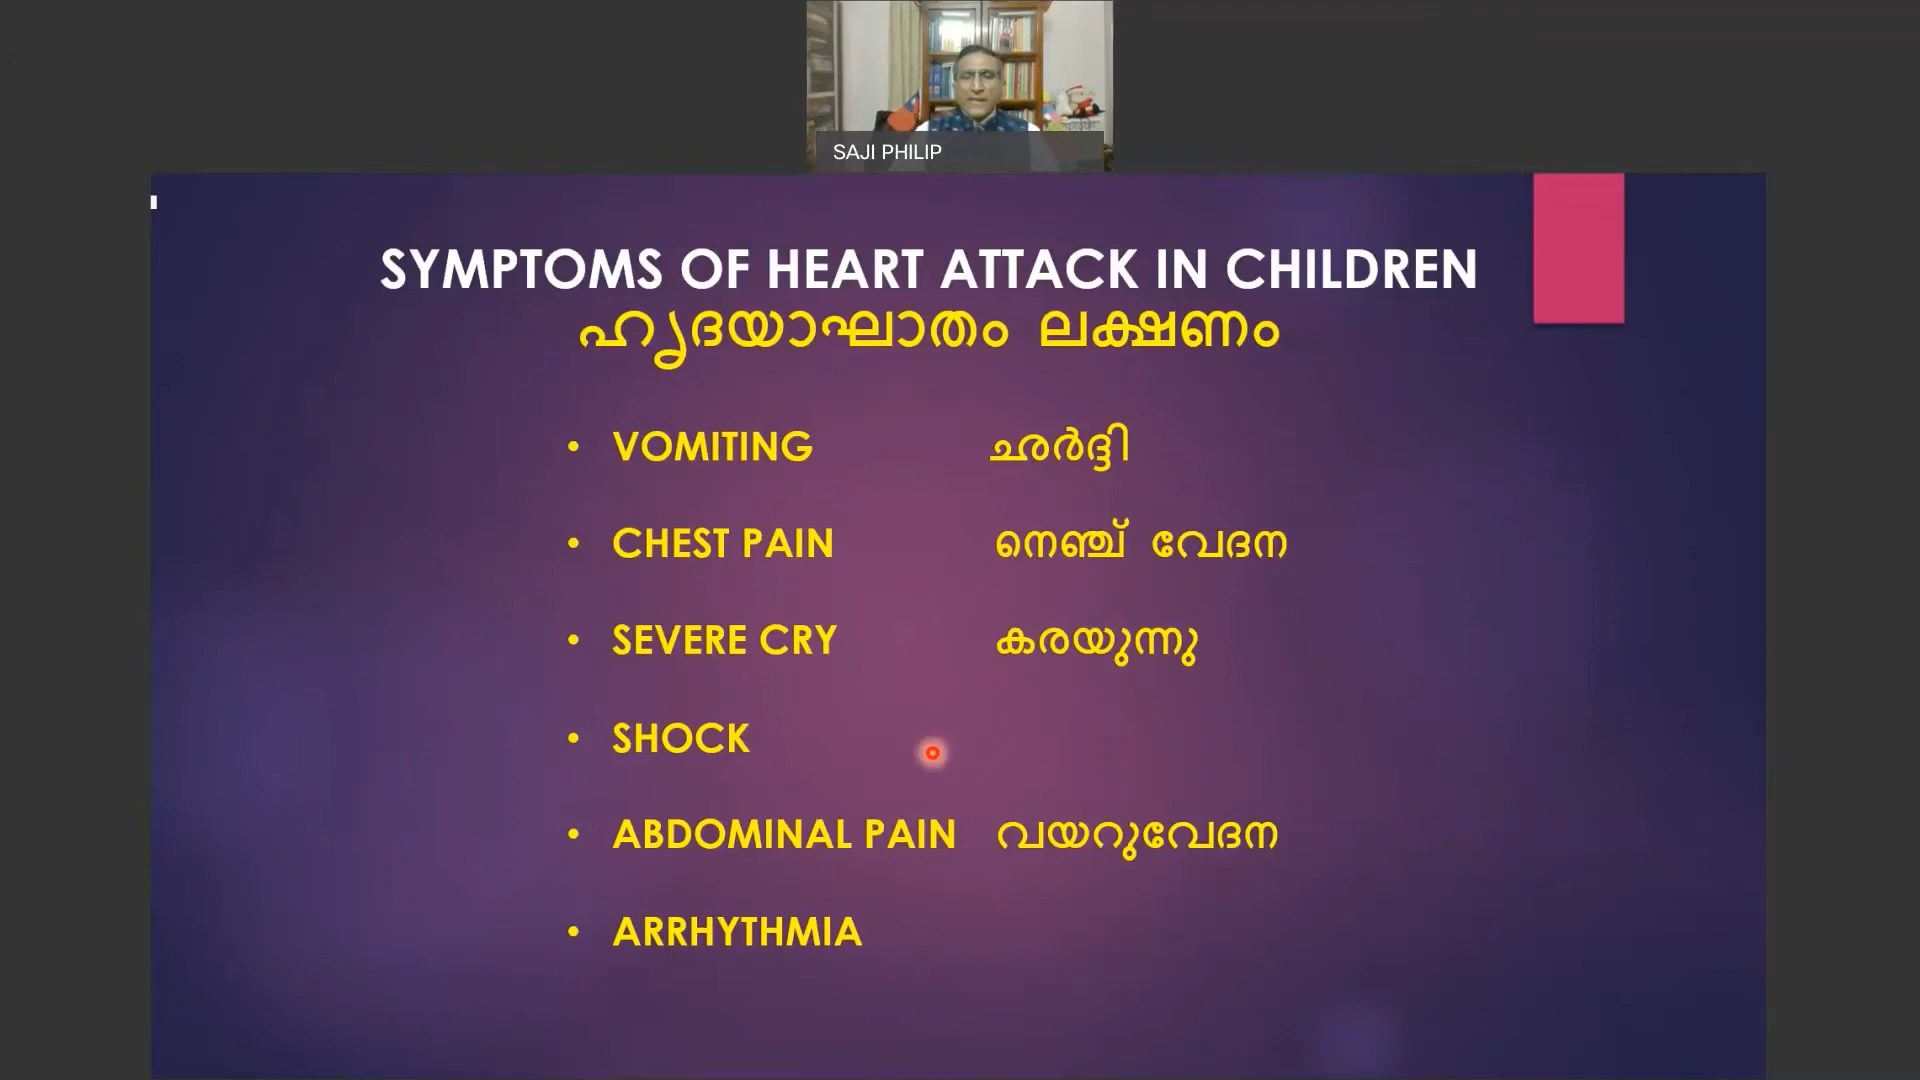 SAJI PHILIP
SYMPTOMS OF HEART ATTACK IN CHILDREN
ഹൃദയാഘാതം ലക്ഷണം
• VOMITING ഛർദ്ദി
• CHEST PAIN നെഞ്ച് വേദന
• SEVERE CRY കരയുന്നു
• SHOCK
• ABDOMINAL PAIN വയറുവേദന
• ARRHYTHMIA